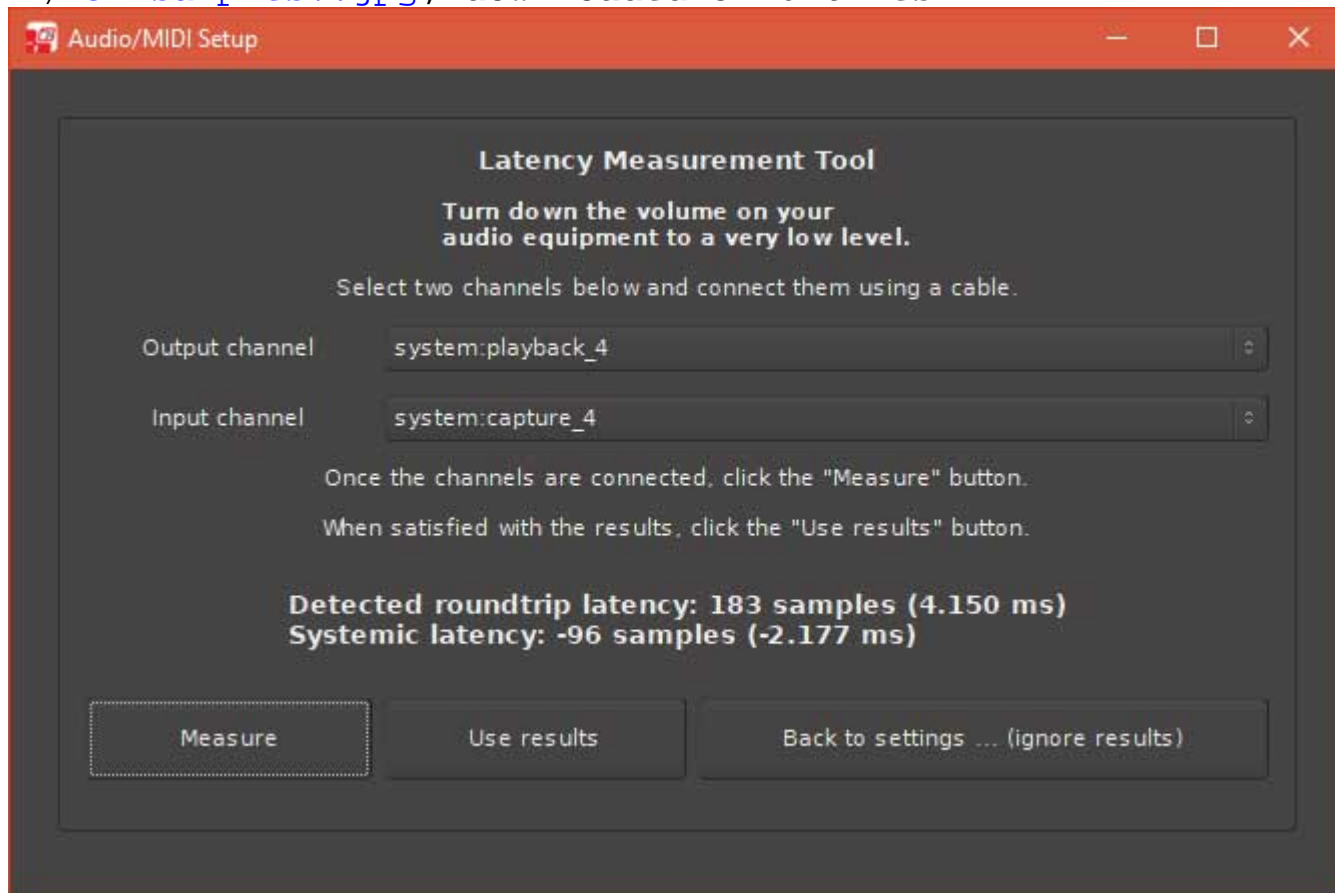 Audio/MIDI Setup
Latency Measurement Tool
Turn down the volume on your
audio equipment to a very low level.
Select two channels below and connect them using a cable.
Output channel
system:playback_4
Input channel
system:capture_4
Once the channels are connected, click the "Measure" button.
When satisfied with the results, click the "Use results" button.
Detected roundtrip latency: 183 samples (4.150 ms)
Systemic latency: -96 samples (-2.177 ms)
Measure
Use results
Back to settings ... (ignore results)